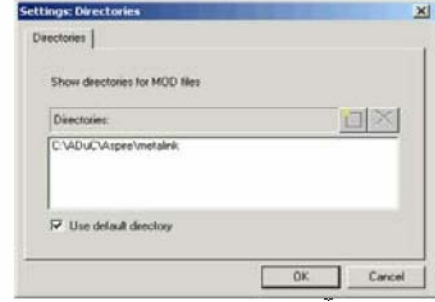 Settings: Directories
Directories
Show directories for MOD files
Directories:
C:\ADuC\Aspire\metalink
Use default directory
OK
Cancel